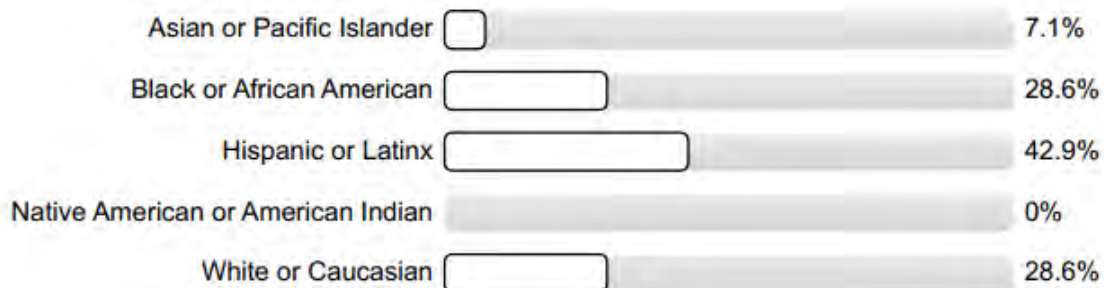 Asian or Pacific Islander 7.1%
Black or African American 28.6%
Hispanic or Latinx 42.9%
Native American or American Indian 0%
White or Caucasian 28.6%